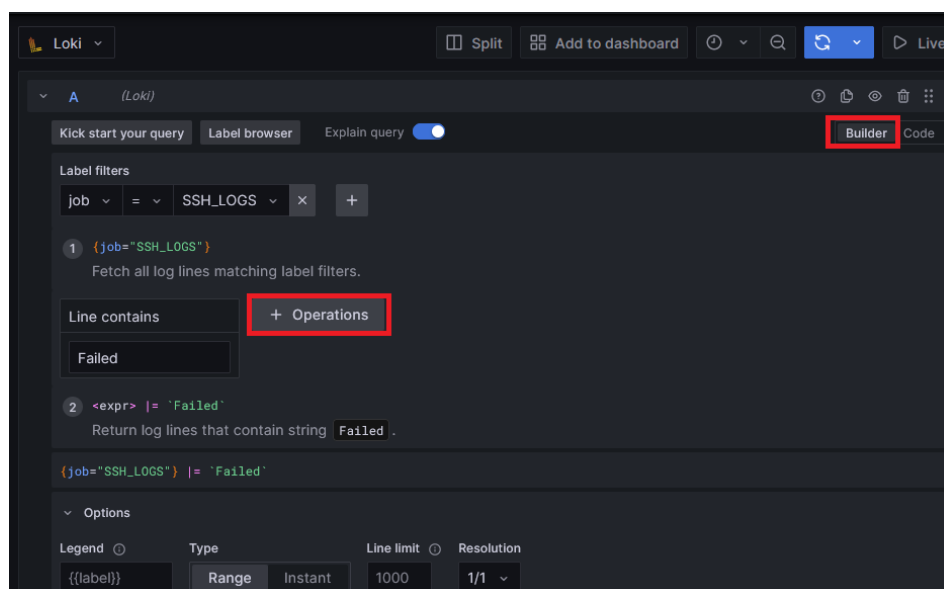 Loki Split Add to dashboard Live
A (Loki)
Kick start your query Label browser Explain query Builder Code
Label filters
job = SSH_LOGS × +
1 {job="SSH_LOGS"}
Fetch all log lines matching label filters.
Line contains + Operations
Failed
2 <expr> |= `Failed`
Return log lines that contain string Failed .
{job="SSH_LOGS"} |= `Failed`
Options
Legend Type Line limit Resolution
{{label}} Range Instant 1000 1/1